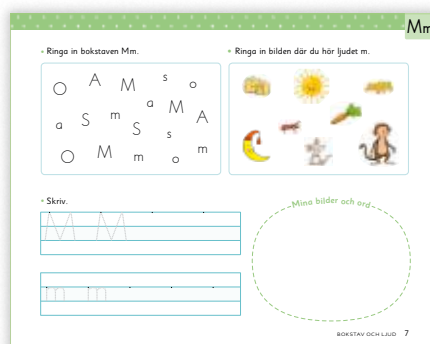 Mm
• Ringa in bokstaven Mm.
• Ringa in bilden där du hör ljudet m.
O A M s o
a M A
a S m S s
O M m o m
• Skriv.
M M
m m
Mina bilder och ord
BOKSTAV OCH LJUD 7